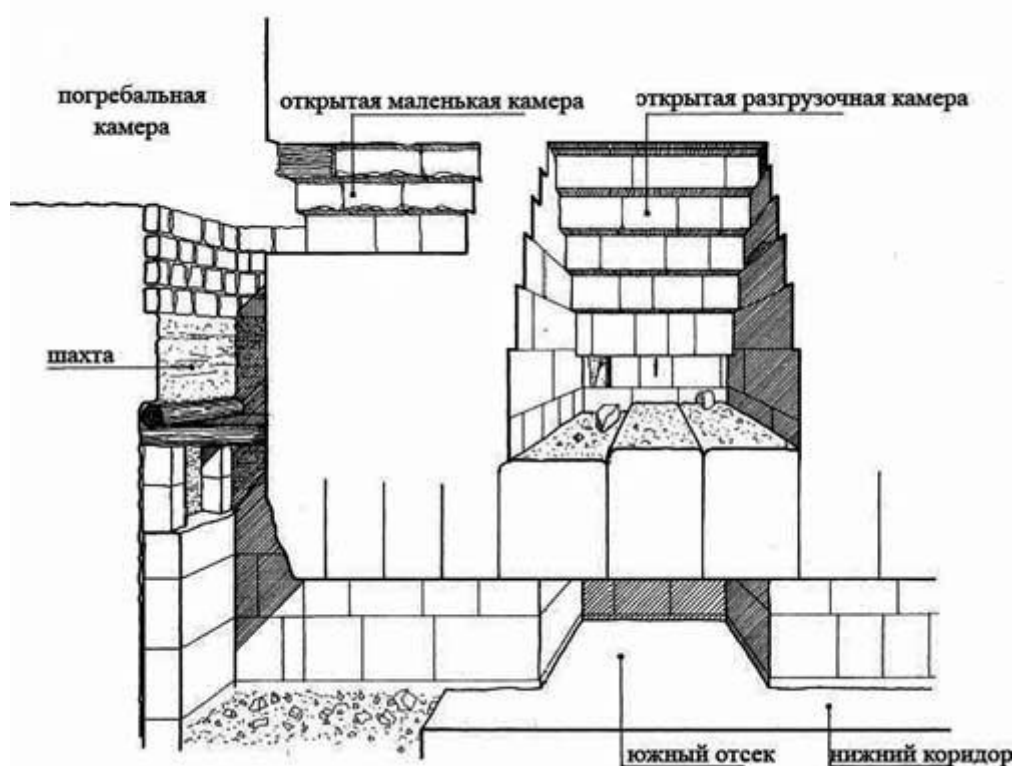 погребальная
камера
открытая маленькая камера
открытая разгрузочная камера
шахта
южный отсек
нижний коридор